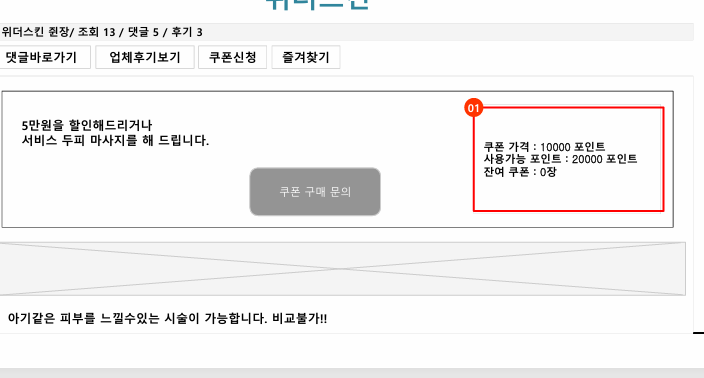 위더스킨
위더스킨 쥔장/ 조회 13 / 댓글 5 / 후기 3
댓글바로가기 업체후기보기 쿠폰신청 즐겨찾기
01
5만원을 할인해드리거나
서비스 두피 마사지를 해 드립니다.
쿠폰 가격 : 10000 포인트
사용가능 포인트 : 20000 포인트
잔여 쿠폰 : 0장
쿠폰 구매 문의
아기같은 피부를 느낄수있는 시술이 가능합니다. 비교불가!!